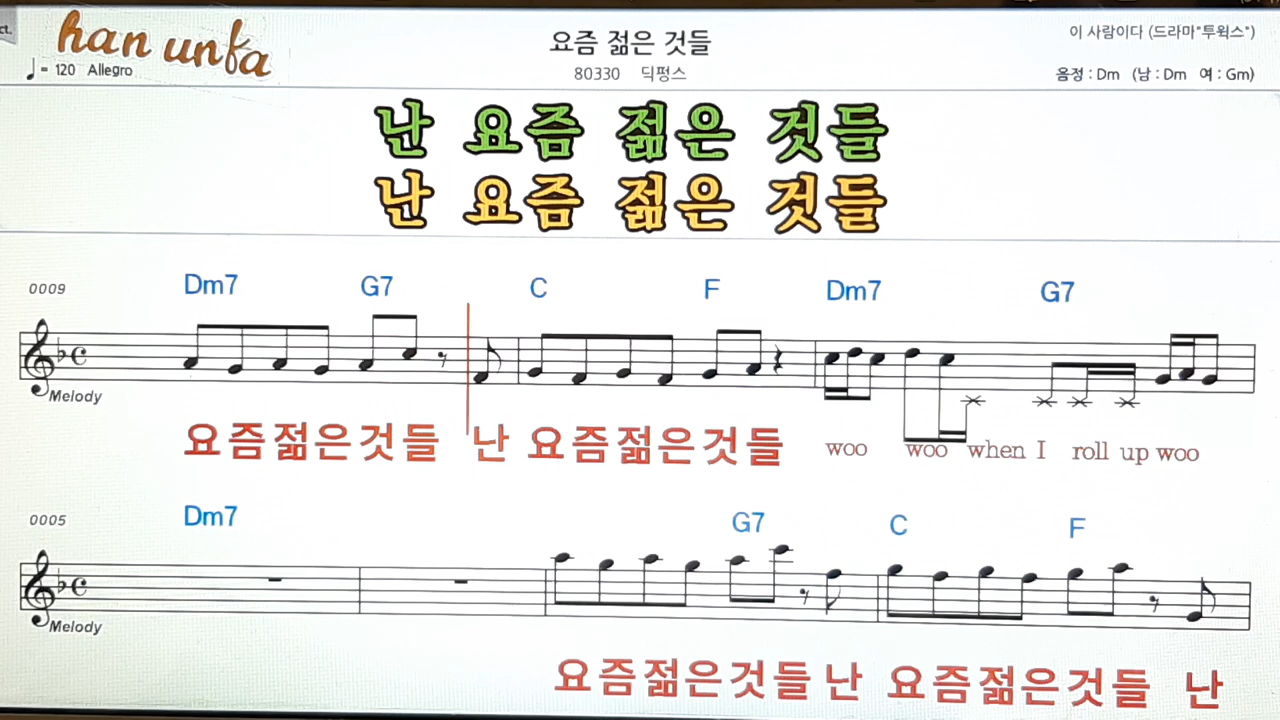 ct.
han unfa
♩ = 120 Allegro
요즘 젊은 것들
80330 딕펑스
이 사람이다 (드라마"투윅스")
음정 : Dm (남 : Dm 여 : Gm)
난 요즘 젊은 것들
난 요즘 젊은 것들
0009 Dm7 G7 C F Dm7 G7
Melody
요즘젊은것들 난 요즘젊은것들 woo woo when I roll up woo
0005 Dm7 G7 C F
Melody
요즘젊은것들 난 요즘젊은것들 난